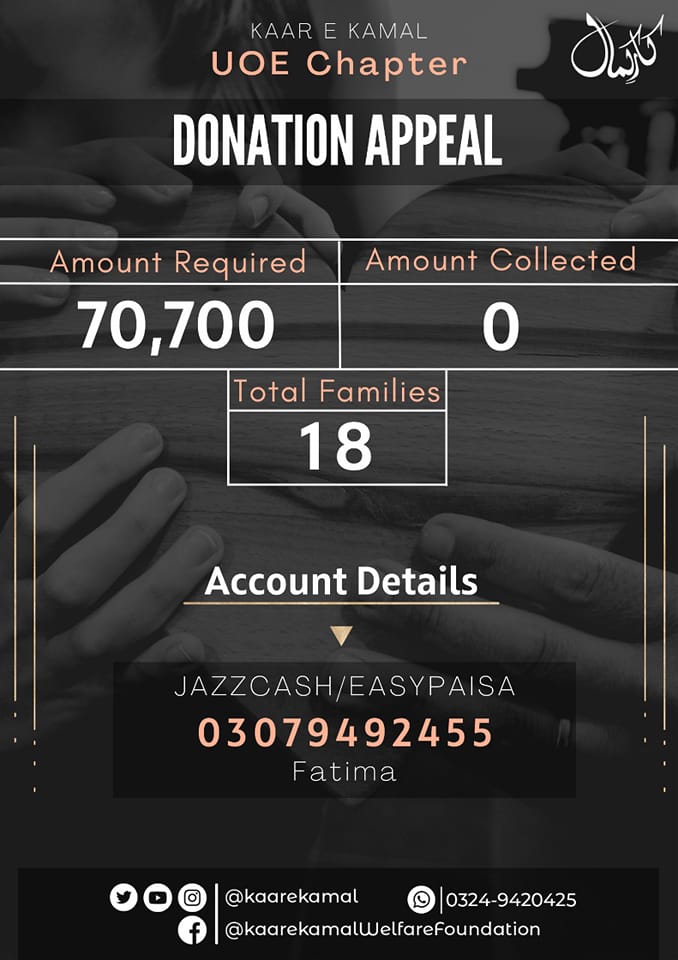 KAAR E KAMAL
UOE Chapter
کارِکمال
DONATION APPEAL
Amount Required
Amount Collected
70,700
0
Total Families
18
Account Details
JAZZCASH/EASYPAISA
03079492455
Fatima
@kaarekamal
0324-9420425
@kaarekamalWelfareFoundation